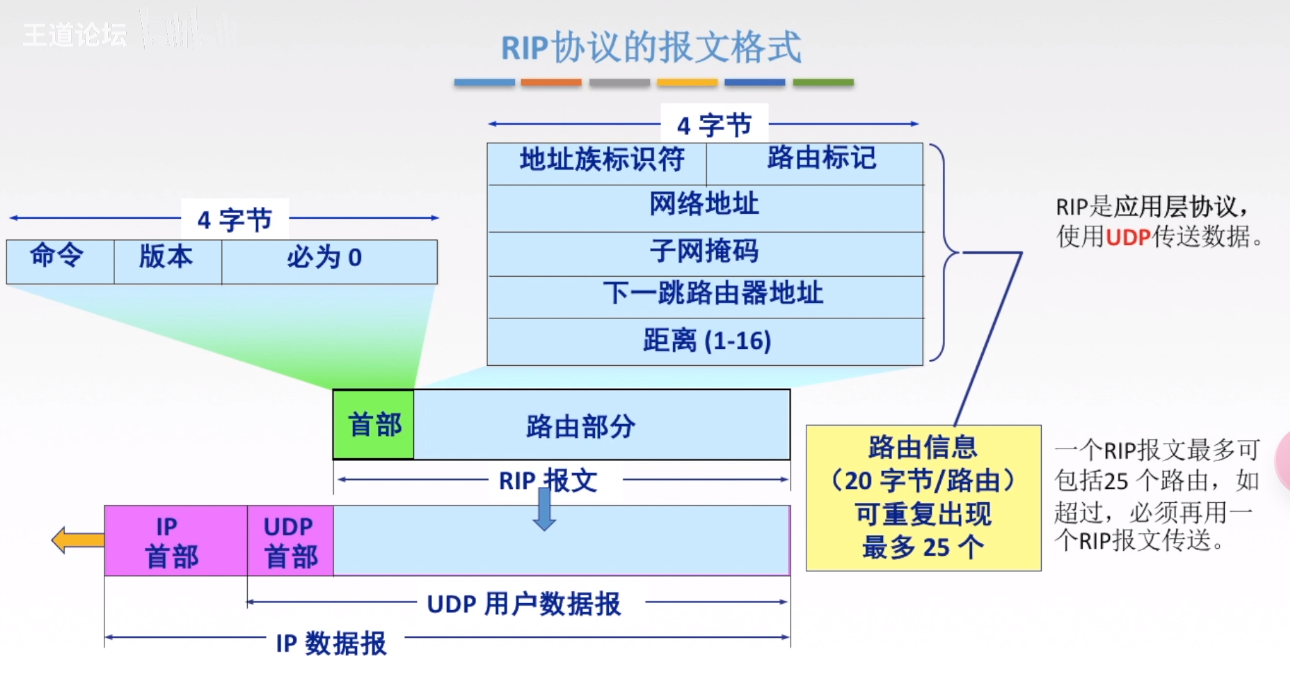 王道论坛
RIP协议的报文格式
4 字节
地址族标识符 路由标记
网络地址
子网掩码
下一跳路由器地址
距离 (1-16)
4 字节
命令 版本 必为 0
RIP是应用层协议，
使用UDP传送数据。
首部 路由部分
RIP 报文
路由信息
（20 字节/路由）
可重复出现
最多 25 个
一个RIP报文最多可
包括25 个路由，如
超过，必须再用一
个RIP报文传送。
IP
首部
UDP
首部
UDP 用户数据报
IP 数据报